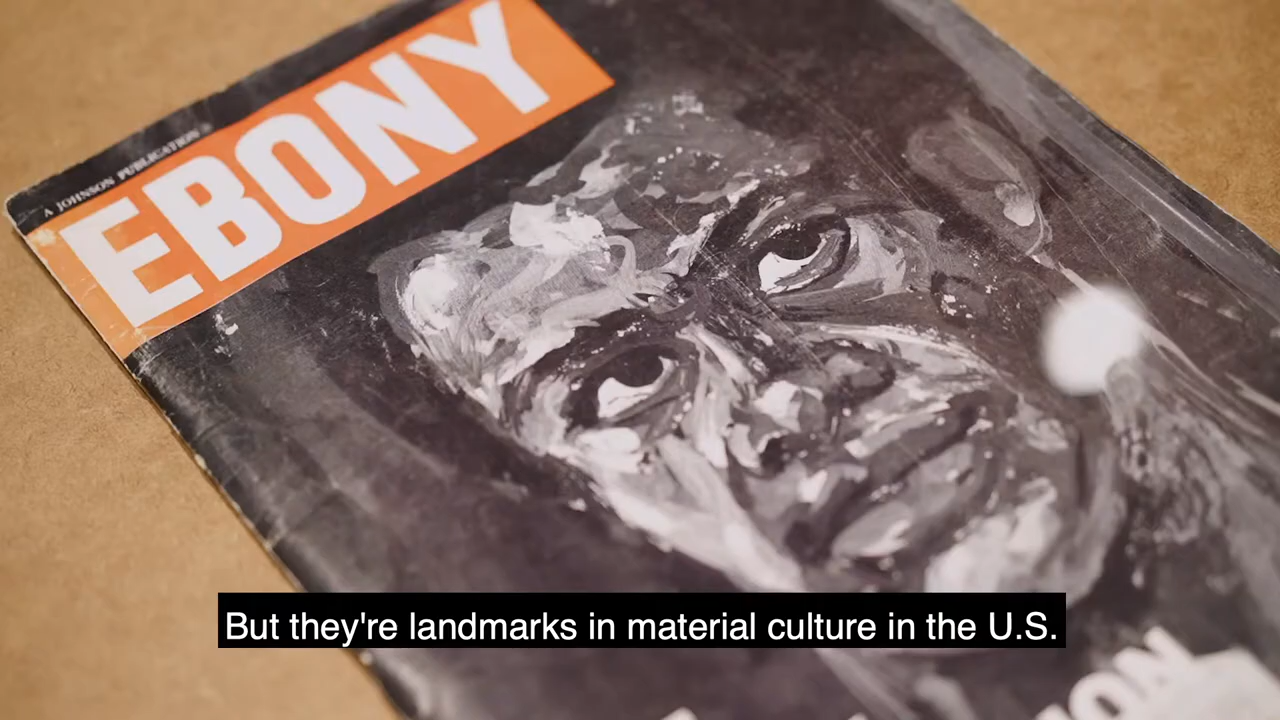 A JOHNSON PUBLICATION
EBONY
But they're landmarks in material culture in the U.S.